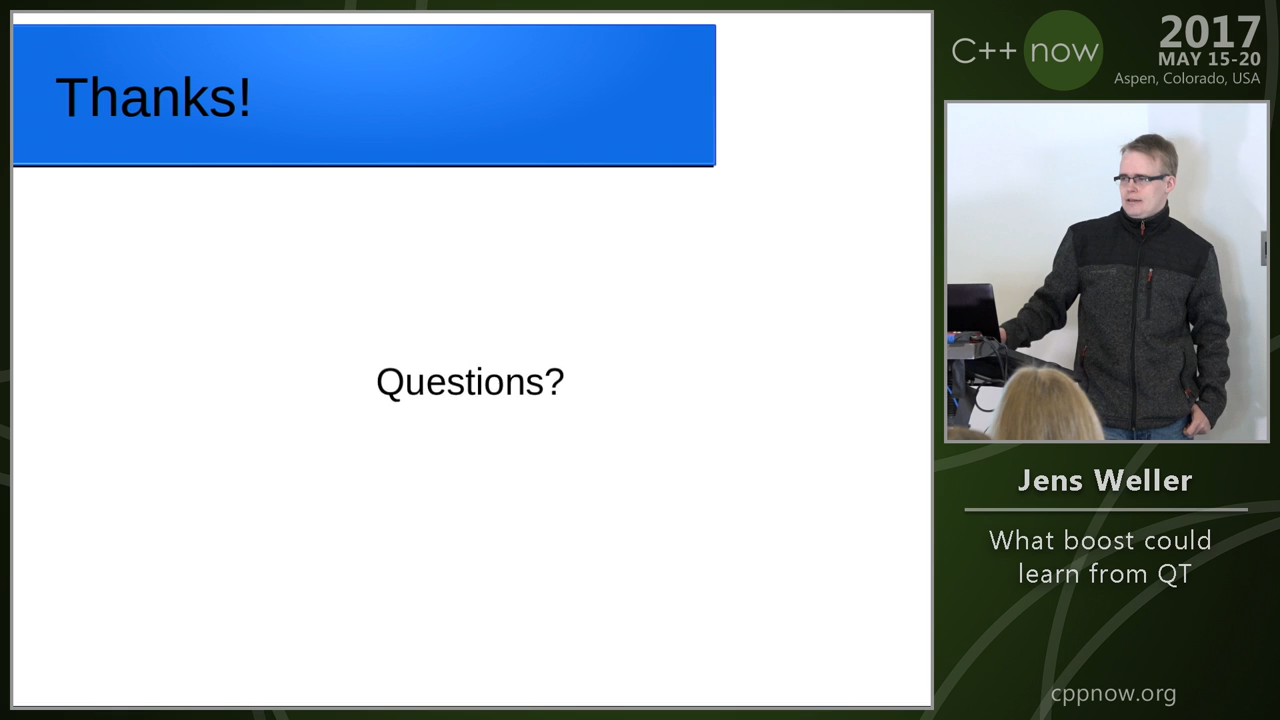 Thanks!
Questions?
C++ now
2017
MAY 15-20
Aspen, Colorado, USA
Jens Weller
What boost could
learn from QT
cppnow.org